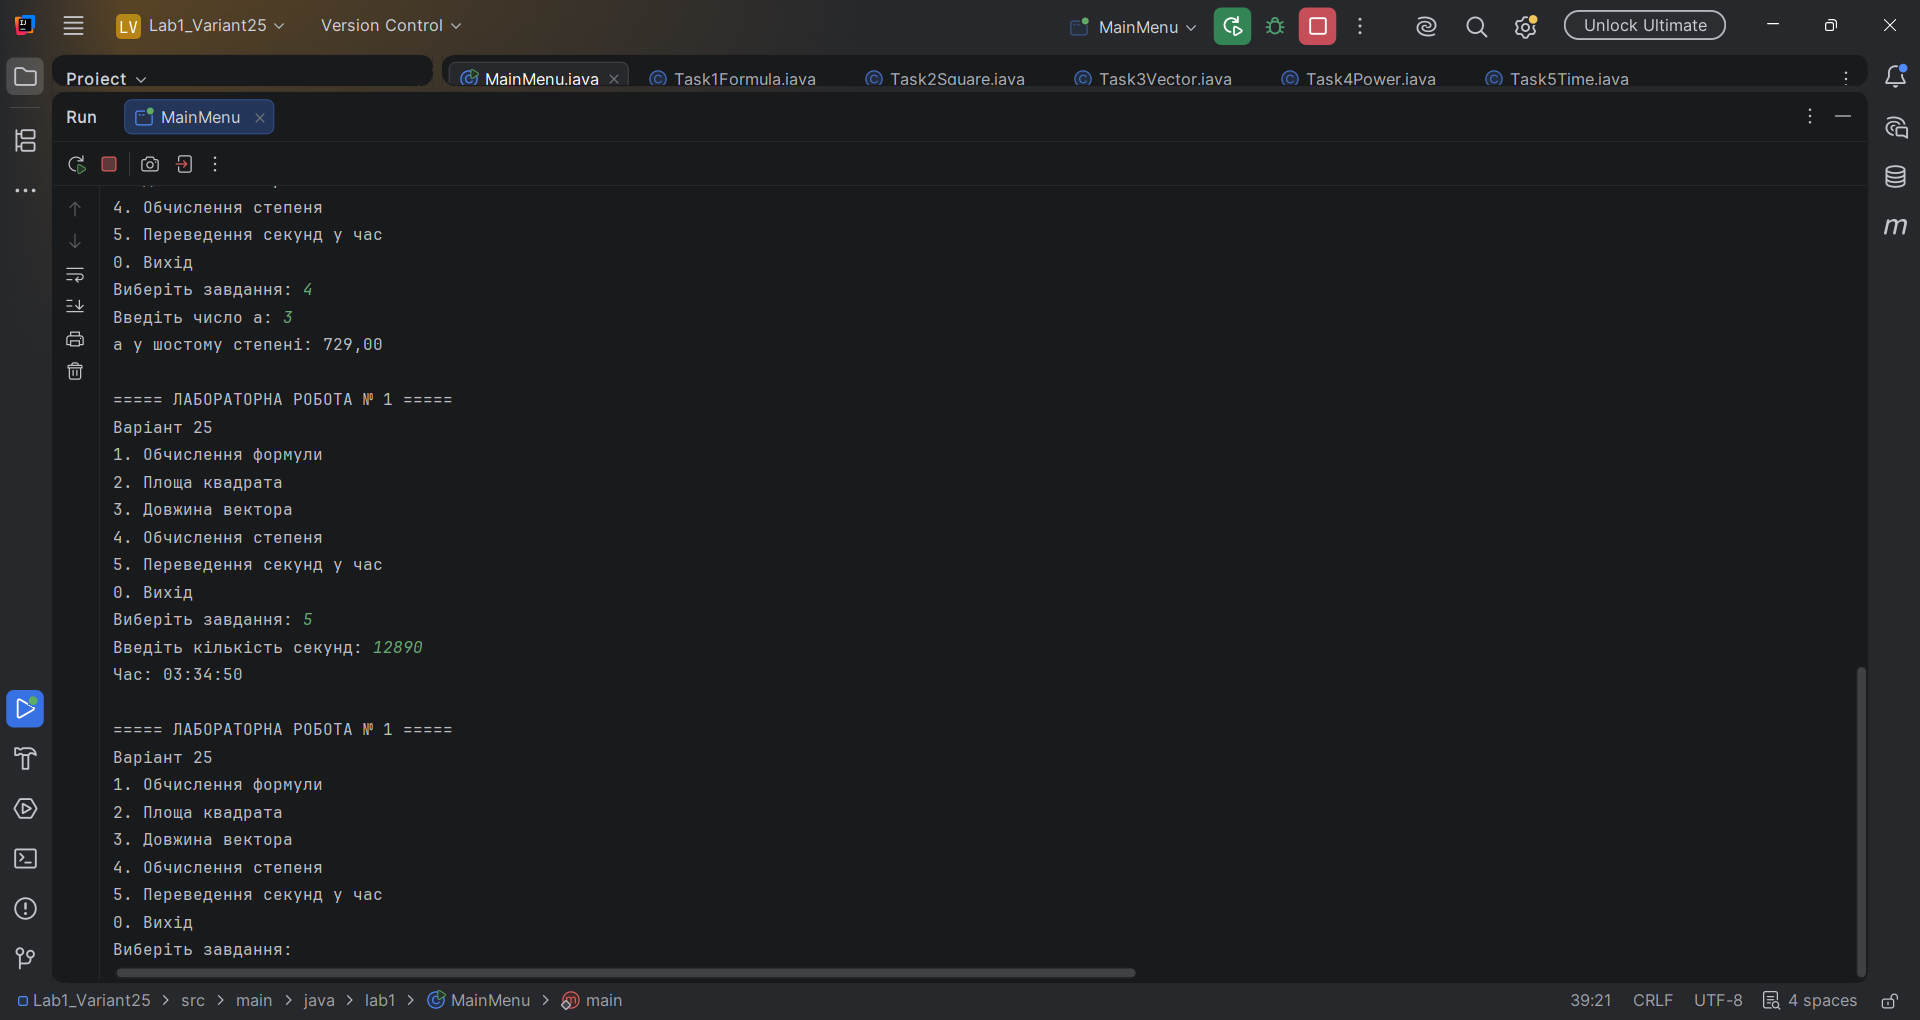 LV Lab1_Variant25 Version Control MainMenu Unlock Ultimate
Project MainMenu.java Task1Formula.java Task2Square.java Task3Vector.java Task4Power.java Task5Time.java
Run MainMenu
4. Обчислення степеня
5. Переведення секунд у час
0. Вихід
Виберіть завдання: 4
Введіть число a: 3
a у шостому степені: 729,00
===== ЛАБОРАТОРНА РОБОТА № 1 =====
Варіант 25
1. Обчислення формули
2. Площа квадрата
3. Довжина вектора
4. Обчислення степеня
5. Переведення секунд у час
0. Вихід
Виберіть завдання: 5
Введіть кількість секунд: 12890
Час: 03:34:50
===== ЛАБОРАТОРНА РОБОТА № 1 =====
Варіант 25
1. Обчислення формули
2. Площа квадрата
3. Довжина вектора
4. Обчислення степеня
5. Переведення секунд у час
0. Вихід
Виберіть завдання:
Lab1_Variant25 > src > main > java > lab1 > MainMenu > main 39:21 CRLF UTF-8 4 spaces